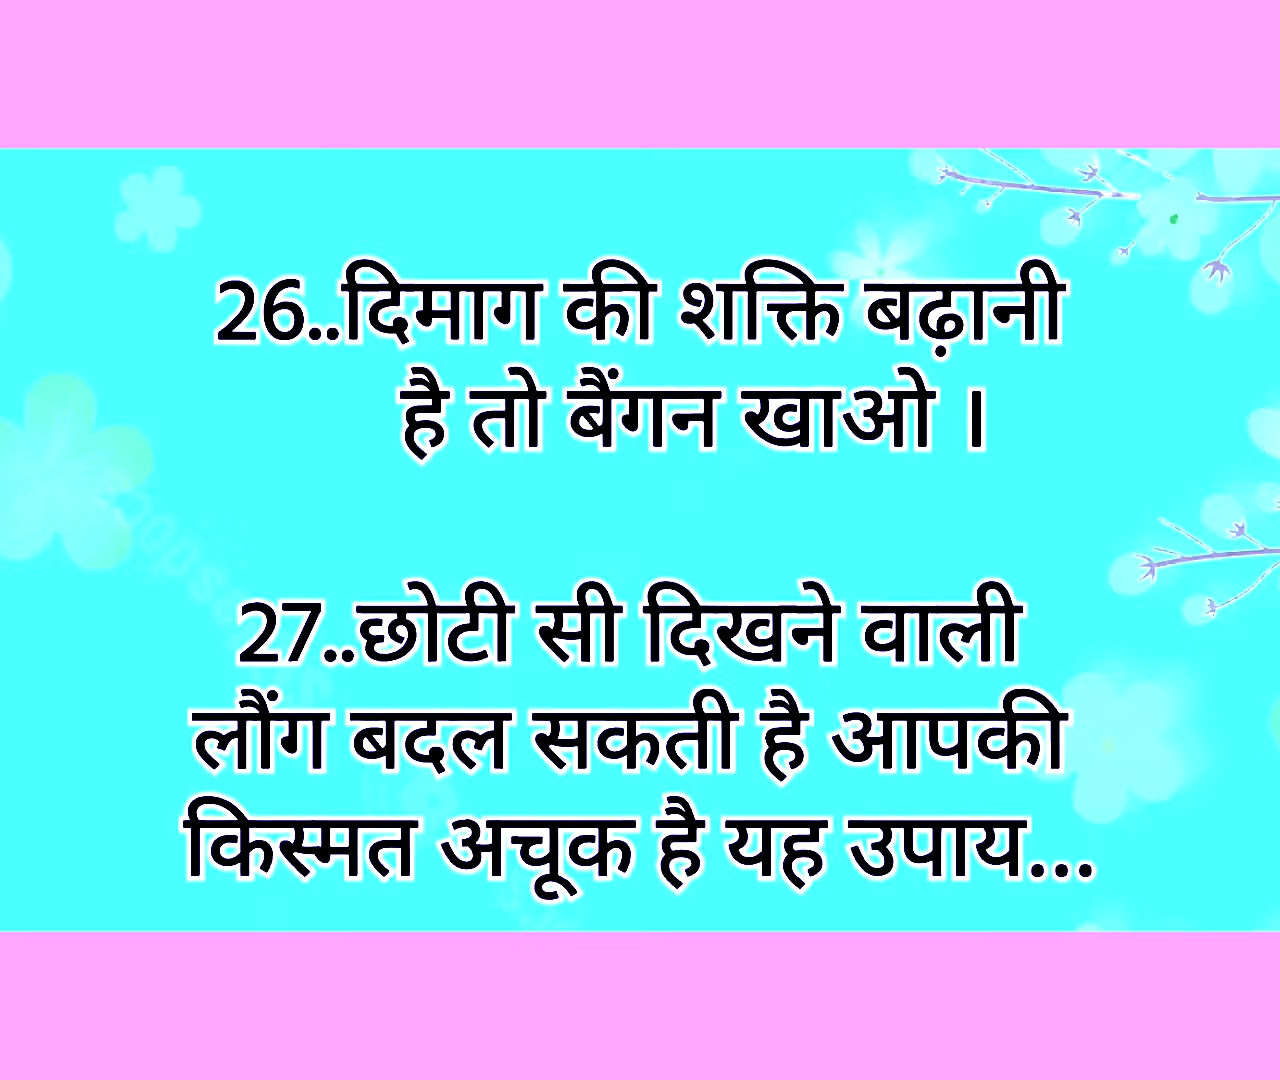 26..दिमाग की शक्ति बढ़ानी
है तो बैंगन खाओ ।
27..छोटी सी दिखने वाली
लौंग बदल सकती है आपकी
किस्मत अचूक है यह उपाय...